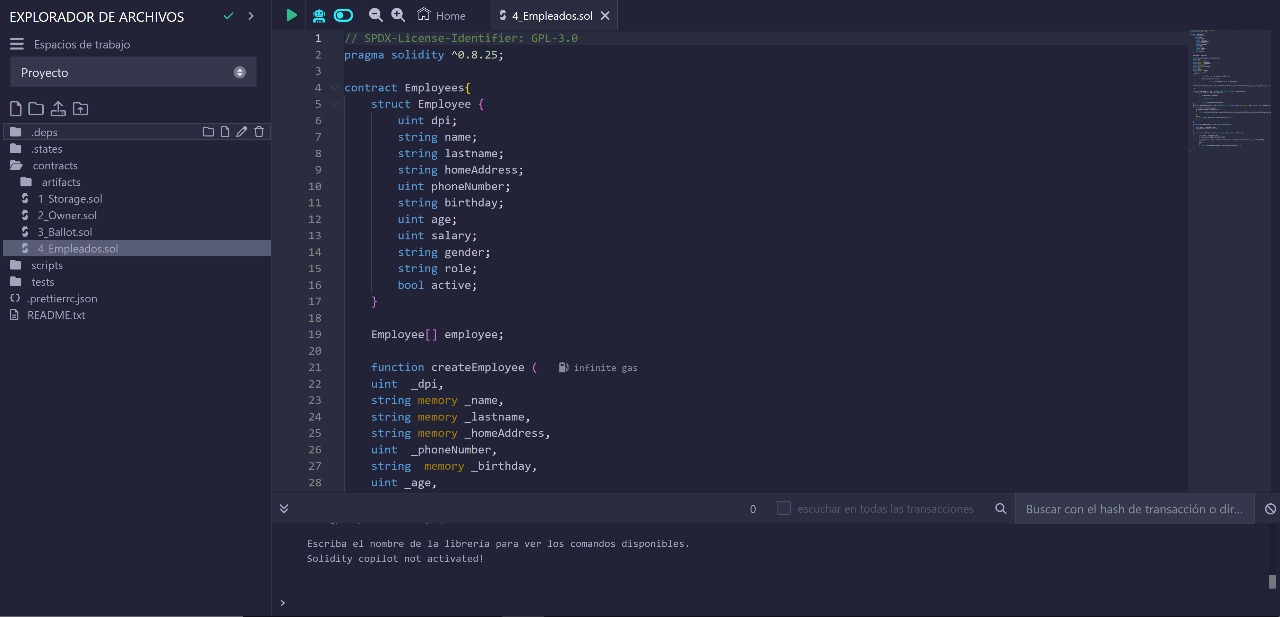 EXPLORADOR DE ARCHIVOS
Espacios de trabajo
Proyecto
.deps
.states
contracts
artifacts
1_Storage.sol
2_Owner.sol
3_Ballot.sol
4_Empleados.sol
scripts
tests
.prettierrc.json
README.txt
Home
4_Empleados.sol
1 // SPDX-License-Identifier: GPL-3.0
2 pragma solidity ^0.8.25;
3
4 contract Employees{
5 struct Employee {
6 uint dpi;
7 string name;
8 string lastname;
9 string homeAddress;
10 uint phoneNumber;
11 string birthday;
12 uint age;
13 uint salary;
14 string gender;
15 string role;
16 bool active;
17 }
18
19 Employee[] employee;
20
21 function createEmployee ( infinite gas
22 uint _dpi,
23 string memory _name,
24 string memory _lastname,
25 string memory _homeAddress,
26 uint _phoneNumber,
27 string memory _birthday,
28 uint _age,
0 escuchar en todas las transacciones Buscar con el hash de transacción o dir...
Escriba el nombre de la librería para ver los comandos disponibles.
Solidity copilot not activated!
>